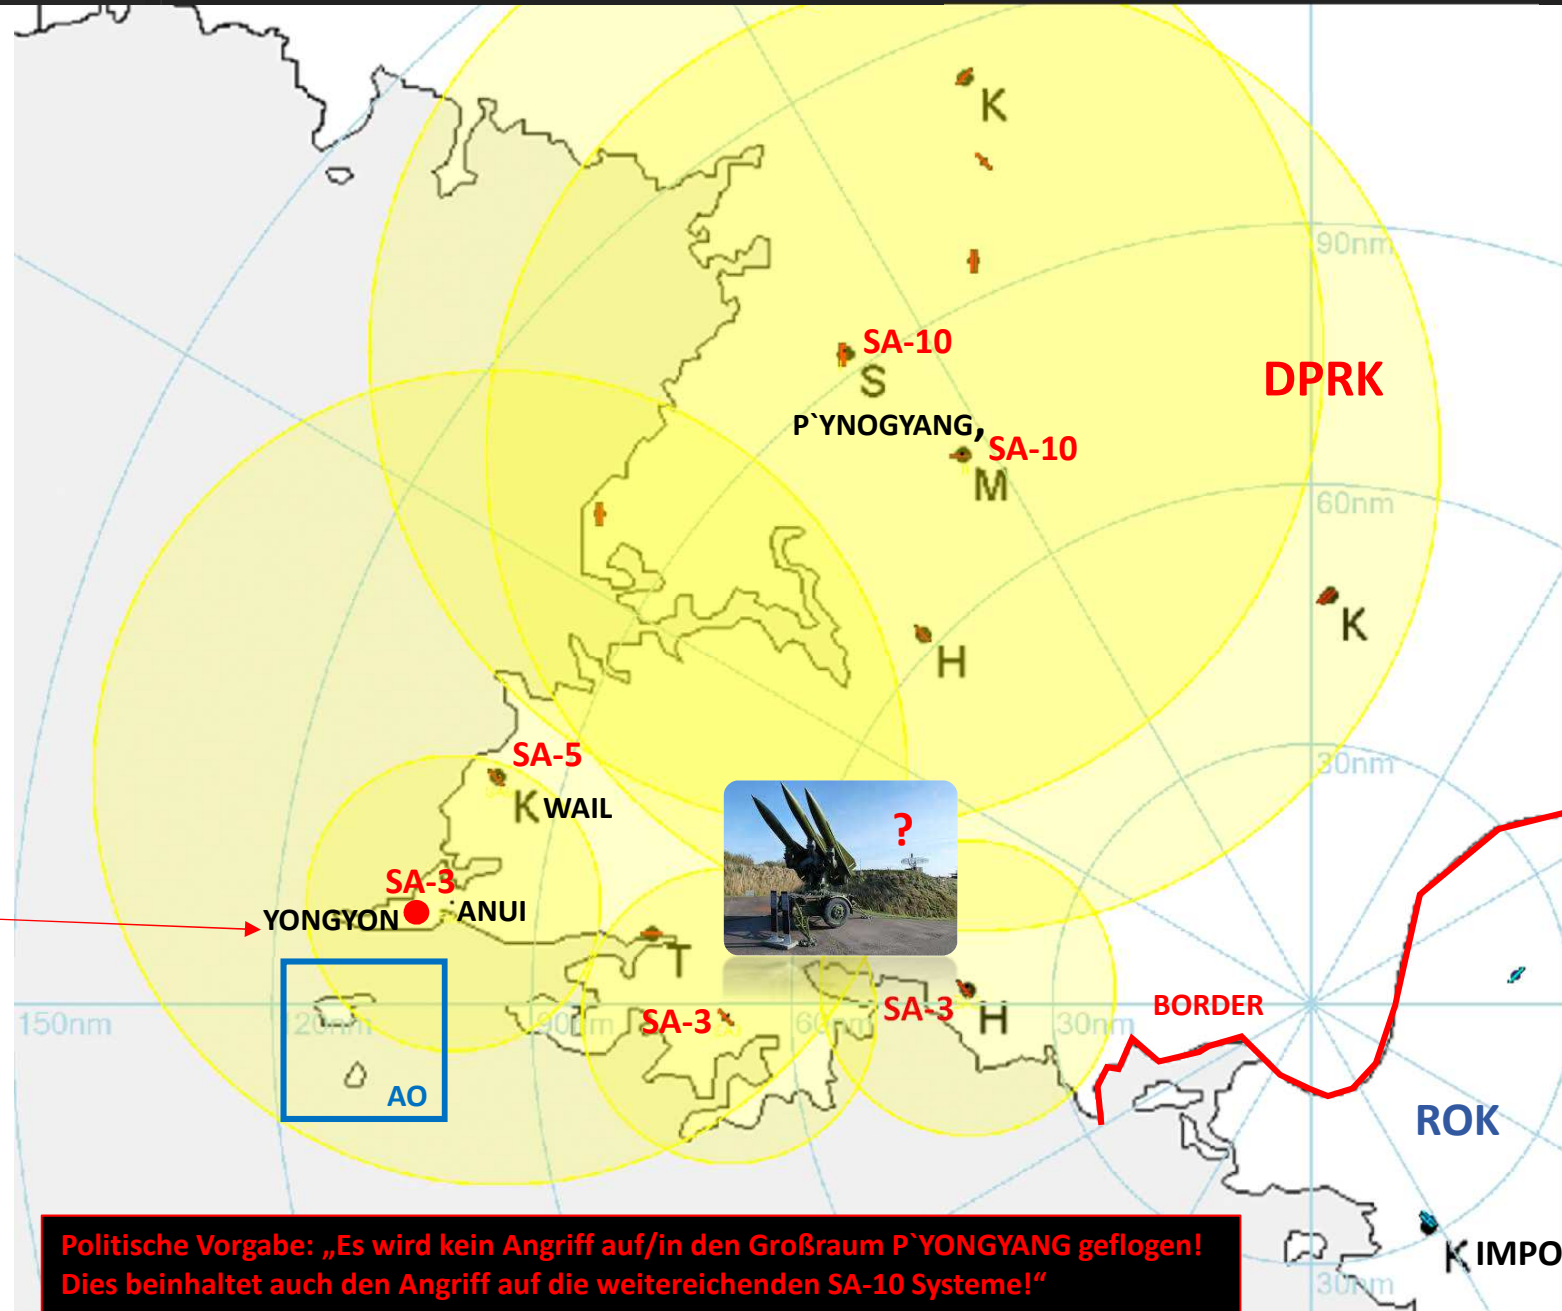 K
90nm
SA-10
S
DPRK
P`YNOGYANG,
SA-10
M
60nm
K
H
30nm
SA-5
K WAIL
?
SA-3
YONGYON
ANUI
T
SA-3
SA-3
H
BORDER
150nm
120nm
90nm
60nm
30nm
AO
ROK
K IMPO
30nm
Politische Vorgabe: „Es wird kein Angriff auf/in den Großraum P`YONGYANG geflogen!
Dies beinhaltet auch den Angriff auf die weitereichenden SA-10 Systeme!“